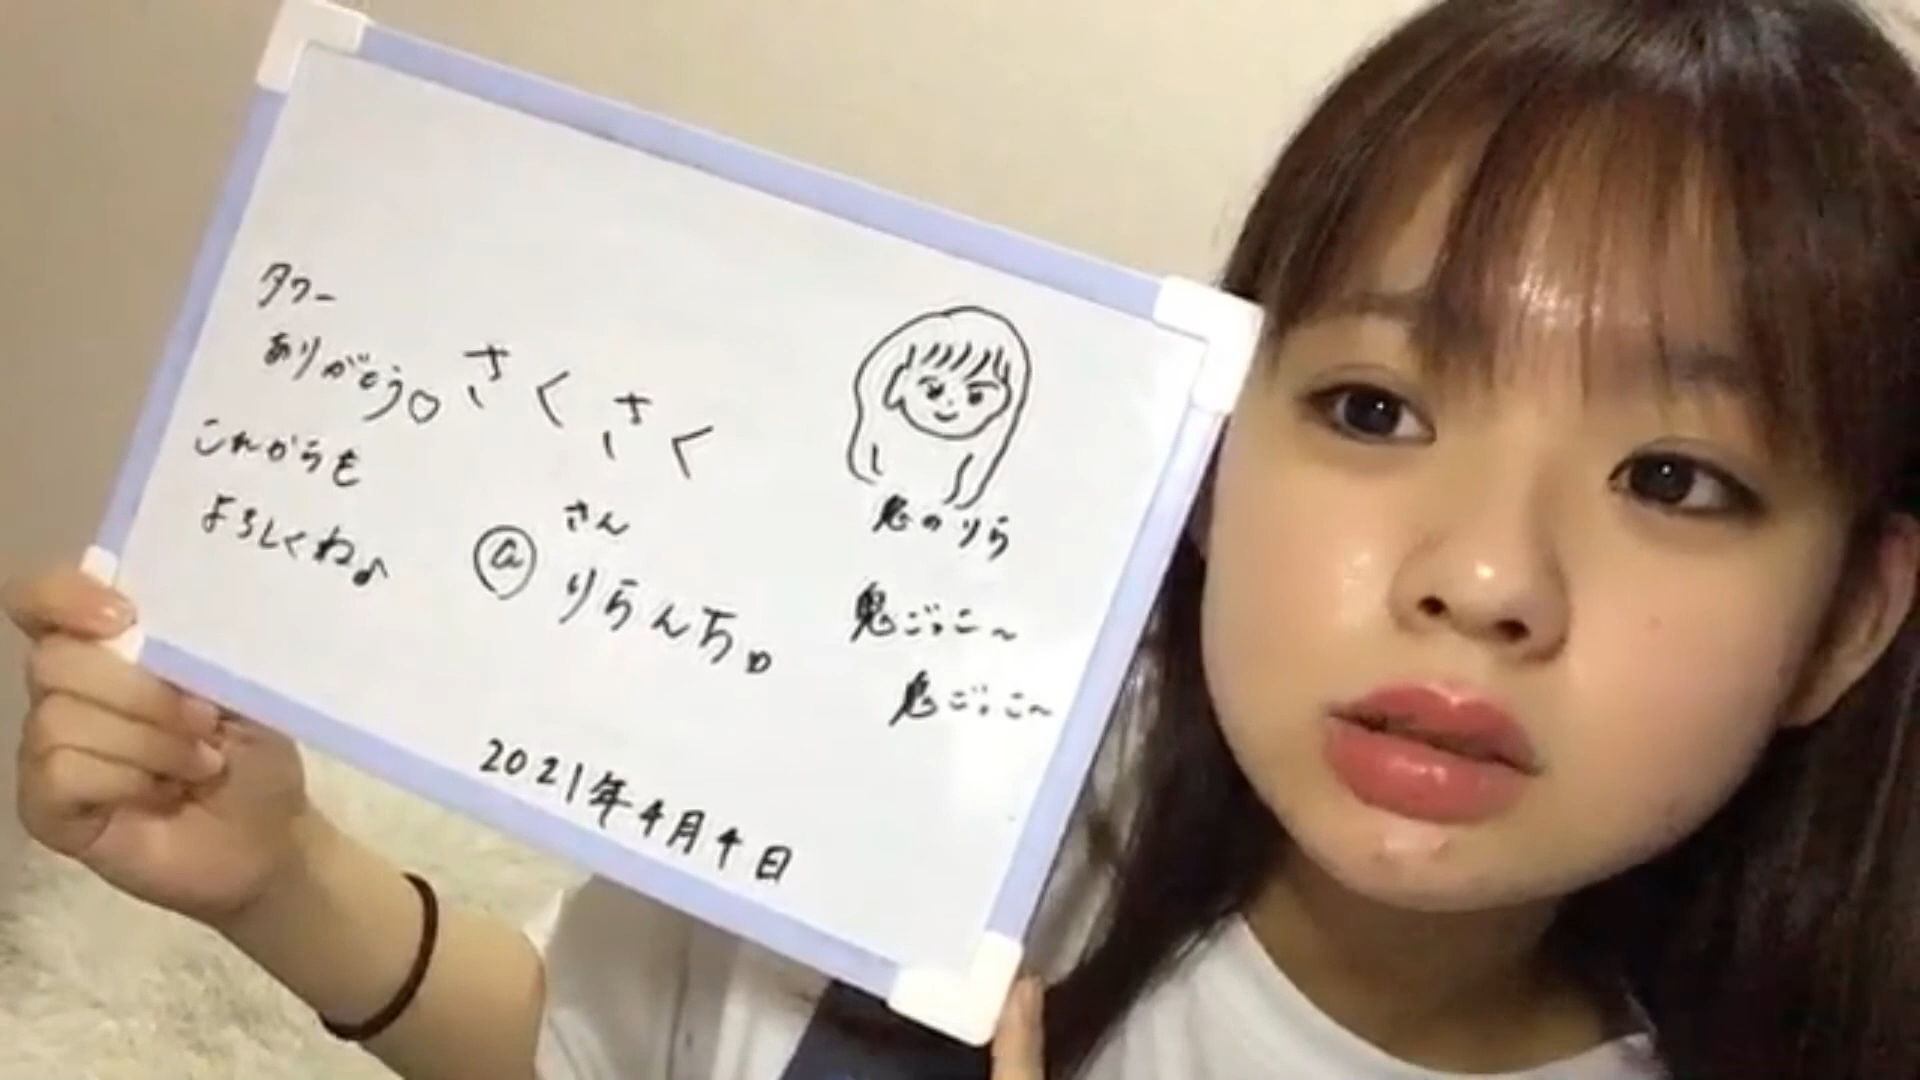 タワー
ありがとう♡
これからも
よろしくね♪
さくさく
さん
@りらんち。
鬼のりら
鬼ごっこ〜
鬼ごっこ〜
2021年4月4日